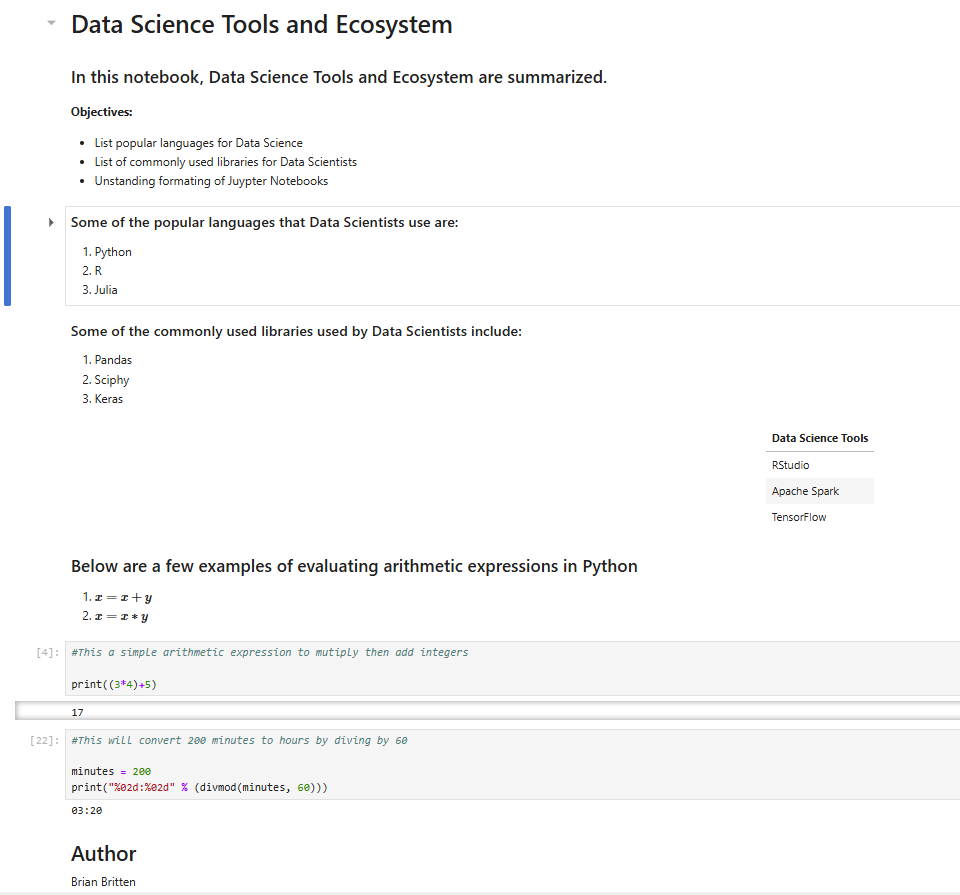 Data Science Tools and Ecosystem
In this notebook, Data Science Tools and Ecosystem are summarized.
Objectives:
• List popular languages for Data Science
• List of commonly used libraries for Data Scientists
• Unstanding formating of Juypter Notebooks
Some of the popular languages that Data Scientists use are:
1. Python
2. R
3. Julia
Some of the commonly used libraries used by Data Scientists include:
1. Pandas
2. Sciphy
3. Keras
Data Science Tools
RStudio
Apache Spark
TensorFlow
Below are a few examples of evaluating arithmetic expressions in Python
1. x = x + y
2. x = x * y
[4]: #This a simple arithmetic expression to mutiply then add integers
print((3*4)+5)
17
[22]: #This will convert 200 minutes to hours by diving by 60
minutes = 200
print("%02d:%02d" % (divmod(minutes, 60)))
03:20
Author
Brian Britten